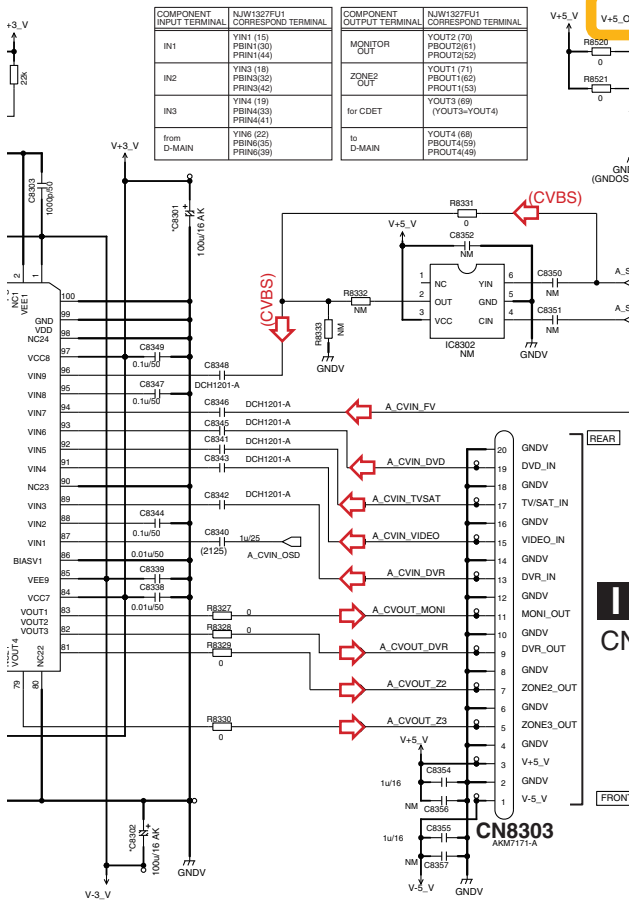 COMPONENT INPUT TERMINAL
NJW1327FU1 CORRESPOND TERMINAL
IN1
YIN1 (15)
PBIN1(30)
PRIN1(44)
IN2
YIN3 (18)
PBIN3(32)
PRIN3(42)
IN3
YIN4 (19)
PBIN4(33)
PRIN4(41)
from D-MAIN
YIN6 (22)
PBIN6(35)
PRIN6(39)
COMPONENT OUTPUT TERMINAL
NJW1327FU1 CORRESPOND TERMINAL
MONITOR OUT
YOUT2 (70)
PBOUT2(61)
PROUT2(52)
ZONE2 OUT
YOUT1 (71)
PBOUT1(62)
PROUT1(53)
for CDET
YOUT3 (69)
(YOUT3=YOUT4)
to D-MAIN
YOUT4 (68)
PBOUT4(59)
PROUT4(49)
V+5_V
R8520
0
R8521
0
+3_V
22k
V+3_V
C8303
1000p/50
*C8301
+
100u/16 AK
(CVBS)
R8331
0
V+5_V
C8352
NM
(CVBS)
R8332
NM
R8333
NM
GNDV
1
NC
2
OUT
3
VCC
YIN
6
GND
5
CIN
4
IC8302
NM
C8350
NM
C8351
NM
GNDV
2
1
NC1
VEE1
100
GND
99
VDD
NC24
98
VCC8
97
VIN9
96
VIN8
95
VIN7
94
VIN6
93
VIN5
92
VIN4
91
NC23
90
VIN3
89
VIN2
88
VIN1
87
BIASV1
86
VEE9
85
VCC7
84
VOUT1
83
VOUT2
VOUT3
82
81
VOUT4
NC22
79
80
C8349
0.1u/50
C8348
DCH1201-A
C8347
0.1u/50
C8346
DCH1201-A
C8345
C8341
DCH1201-A
C8343
DCH1201-A
C8342
DCH1201-A
C8344
0.1u/50
C8340
1u/25
(2125)
A_CVIN_OSD
0.01u/50
C8339
C8338
0.01u/50
R8327
0
R8328
0
R8329
0
R8330
0
A_CVIN_FV
A_CVIN_DVD
A_CVIN_TVSAT
A_CVIN_VIDEO
A_CVIN_DVR
A_CVOUT_MONI
A_CVOUT_DVR
A_CVOUT_Z2
A_CVOUT_Z3
REAR
20
GNDV
19
DVD_IN
18
GNDV
17
TV/SAT_IN
16
GNDV
15
VIDEO_IN
14
GNDV
13
DVR_IN
12
GNDV
11
MONI_OUT
10
GNDV
9
DVR_OUT
8
GNDV
7
ZONE2_OUT
6
GNDV
5
ZONE3_OUT
4
GNDV
3
V+5_V
2
GNDV
1
V-5_V
FRONT
V+5_V
1u/16
C8354
NM
C8356
1u/16
C8355
NM
C8357
V-5_V
GNDV
CN8303
AKM7171-A
*C8302
+
100u/16 AK
V-3_V
GNDV